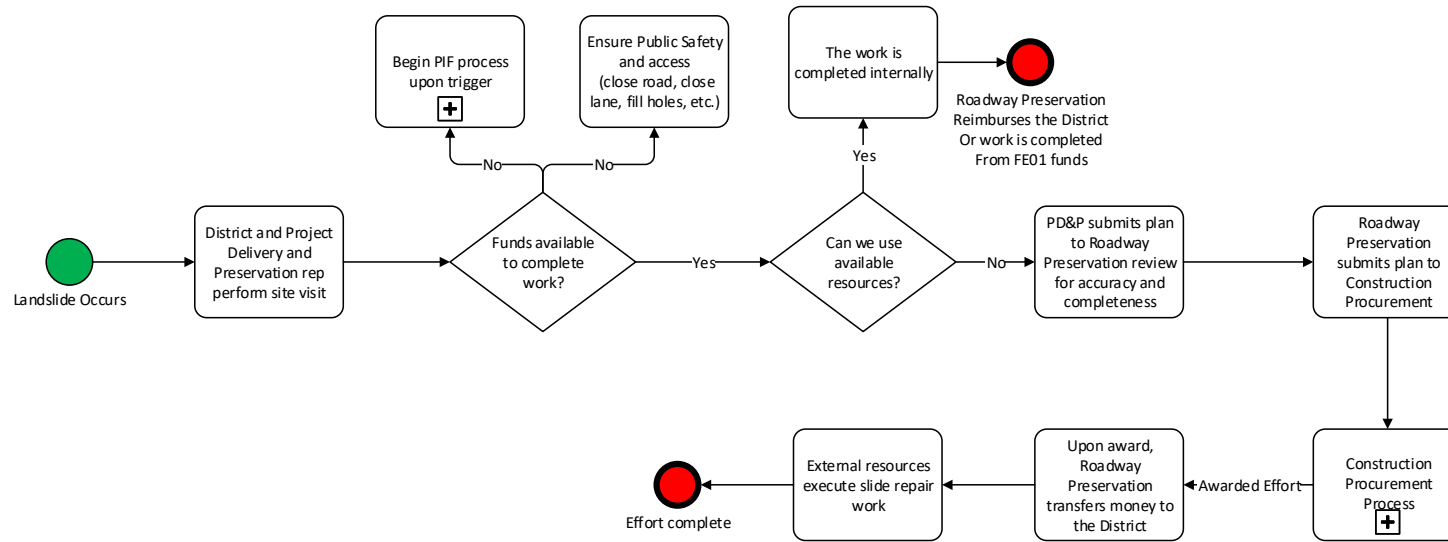 Begin PIF process
upon trigger
Ensure Public Safety
and access
(close road, close
lane, fill holes, etc.)
The work is
completed internally
Roadway Preservation
Reimburses the District
Or work is completed
From FE01 funds
No
No
Yes
Landslide Occurs
District and Project
Delivery and
Preservation rep
perform site visit
Funds available
to complete
work?
Yes
Can we use
available
resources?
No
PD&P submits plan
to Roadway
Preservation review
for accuracy and
completeness
Roadway
Preservation
submits plan to
Construction
Procurement
Construction
Procurement
Process
Awarded Effort
Upon award,
Roadway
Preservation
transfers money to
the District
External resources
execute slide repair
work
Effort complete